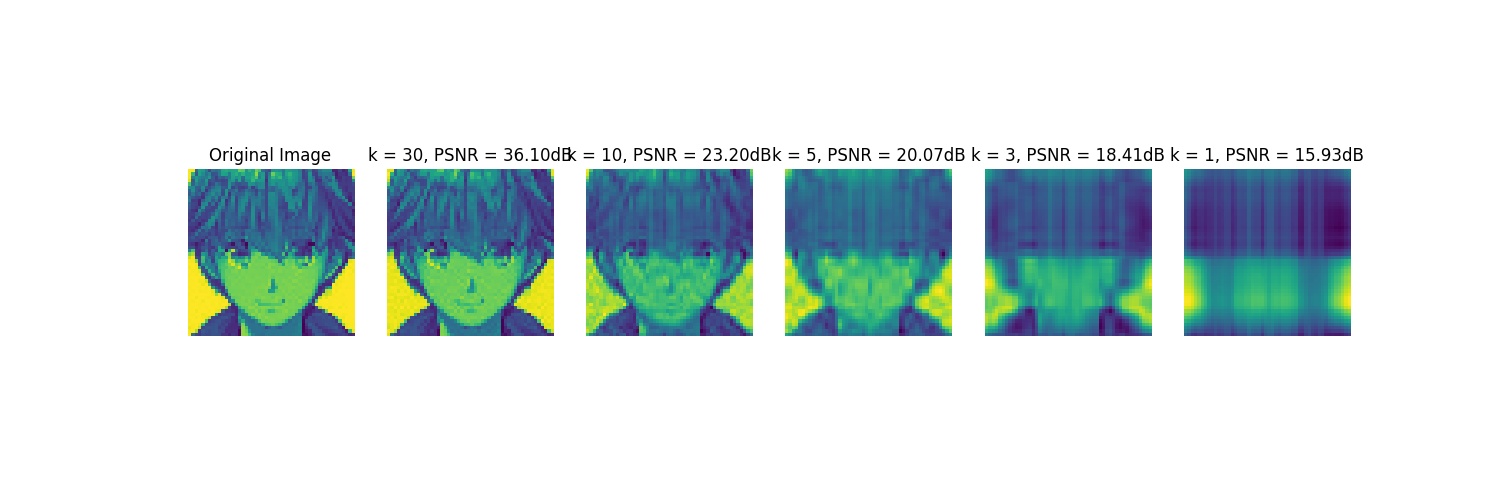 Original Image
k = 30, PSNR = 36.10dB
k = 10, PSNR = 23.20dB
k = 5, PSNR = 20.07dB
k = 3, PSNR = 18.41dB
k = 1, PSNR = 15.93dB